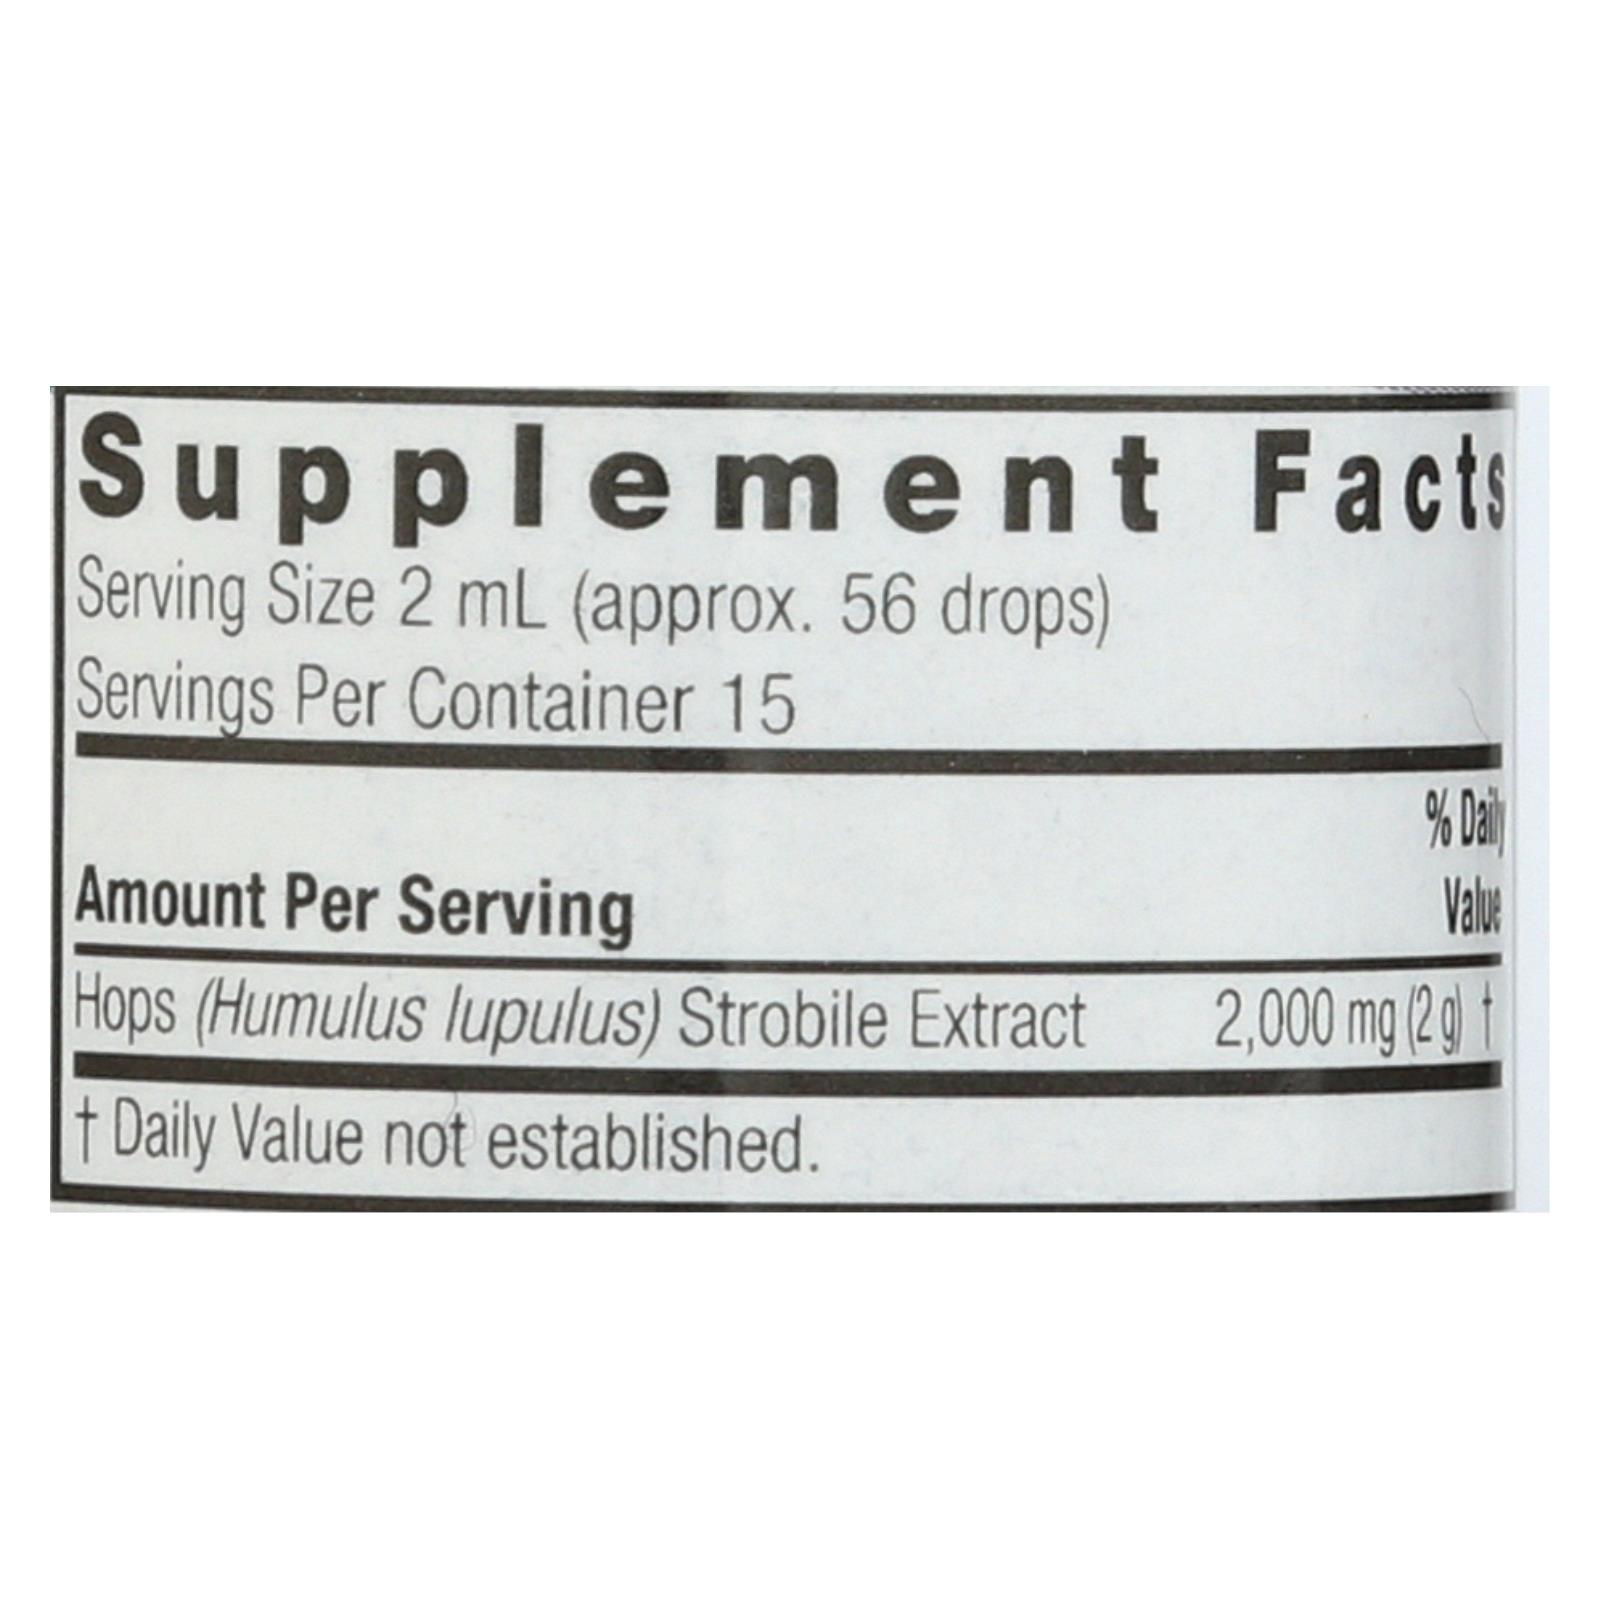 Supplement Facts
Serving Size 2 mL (approx. 56 drops)
Servings Per Container 15
% Daily
Value
Amount Per Serving
Hops (Humulus lupulus) Strobile Extract 2,000 mg (2 g) †
† Daily Value not established.